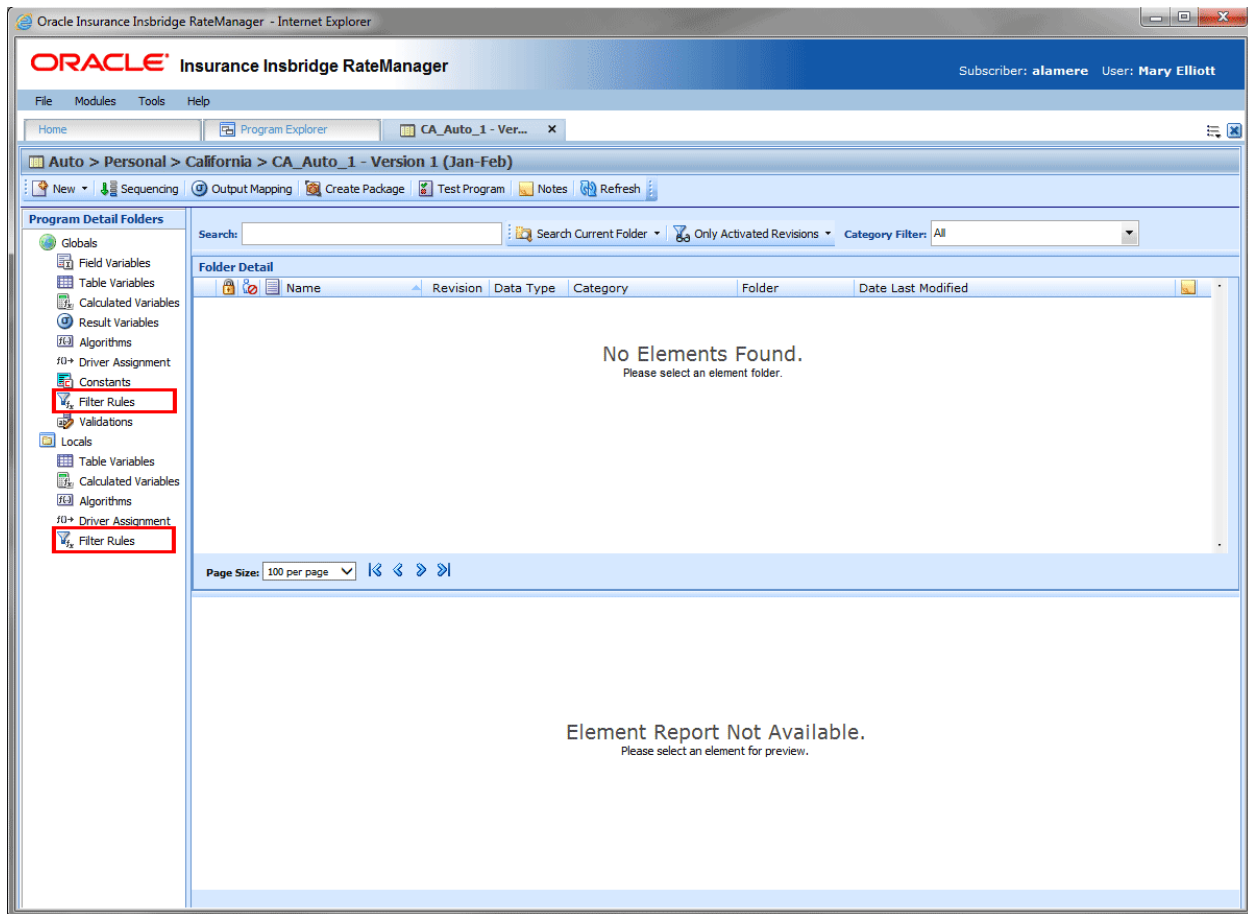 Oracle Insurance Insbridge RateManager - Internet Explorer
ORACLE Insurance Insbridge RateManager
Subscriber: alamere User: Mary Elliott
File Modules Tools Help
Home Program Explorer CA_Auto_1 - Ver... X
Auto > Personal > California > CA_Auto_1 - Version 1 (Jan-Feb)
New Sequencing Output Mapping Create Package Test Program Notes Refresh
Program Detail Folders
Globals
Field Variables
Table Variables
Calculated Variables
Result Variables
Algorithms
Driver Assignment
Constants
Filter Rules
Validations
Locals
Table Variables
Calculated Variables
Algorithms
Driver Assignment
Filter Rules
Search: Search Current Folder Only Activated Revisions Category Filter: All
Folder Detail
Name Revision Data Type Category Folder Date Last Modified
No Elements Found.
Please select an element folder.
Page Size: 100 per page
Element Report Not Available.
Please select an element for preview.